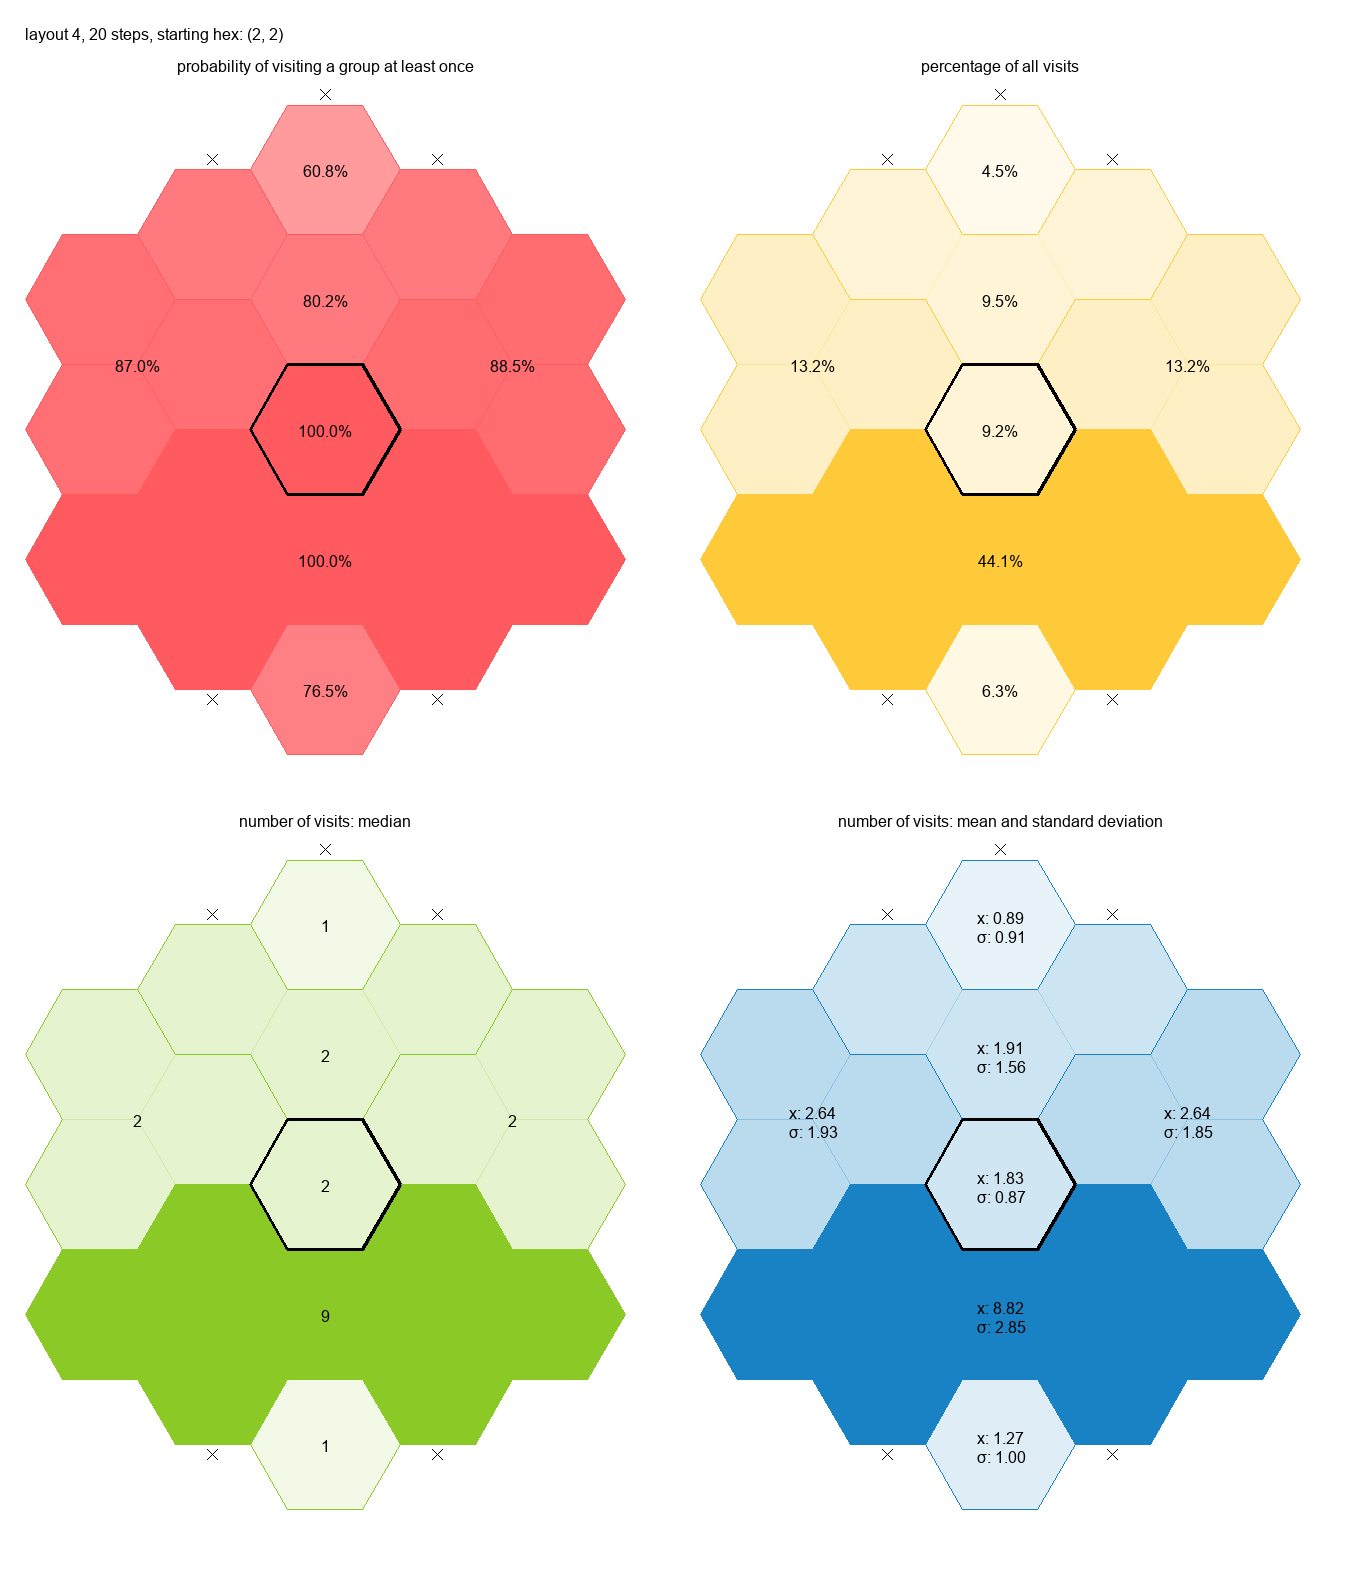 layout 4, 20 steps, starting hex: (2, 2)
probability of visiting a group at least once
60.8%
80.2%
87.0%
88.5%
100.0%
100.0%
76.5%
percentage of all visits
4.5%
9.5%
13.2%
13.2%
9.2%
44.1%
6.3%
number of visits: median
1
2
2
2
2
9
1
number of visits: mean and standard deviation
x: 0.89
σ: 0.91
x: 1.91
σ: 1.56
x: 2.64
σ: 1.93
x: 2.64
σ: 1.85
x: 1.83
σ: 0.87
x: 8.82
σ: 2.85
x: 1.27
σ: 1.00